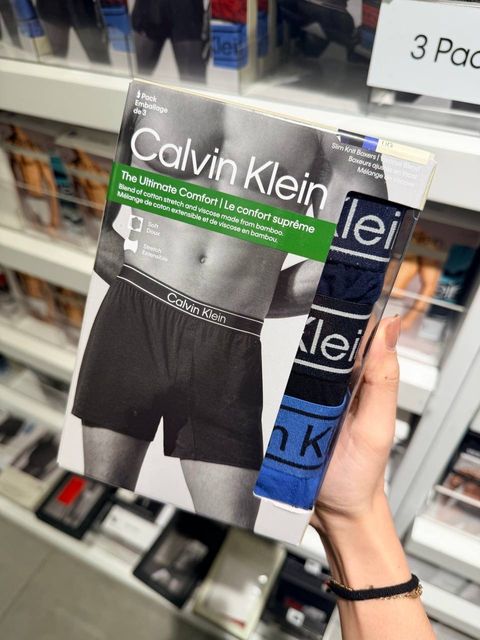 3 Pac
3 Pack
Emballage
de 3
Calvin Klein
Slim Knit Boxers
The Ultimate Comfort | Le confort suprême
Blend of cotton stretch and viscose made from bamboo.
Mélange de coton extensible et de viscose en bambou.
Soft
Doux
Stretch
Extensible
Calvin Klein
Klei
Klei
n K